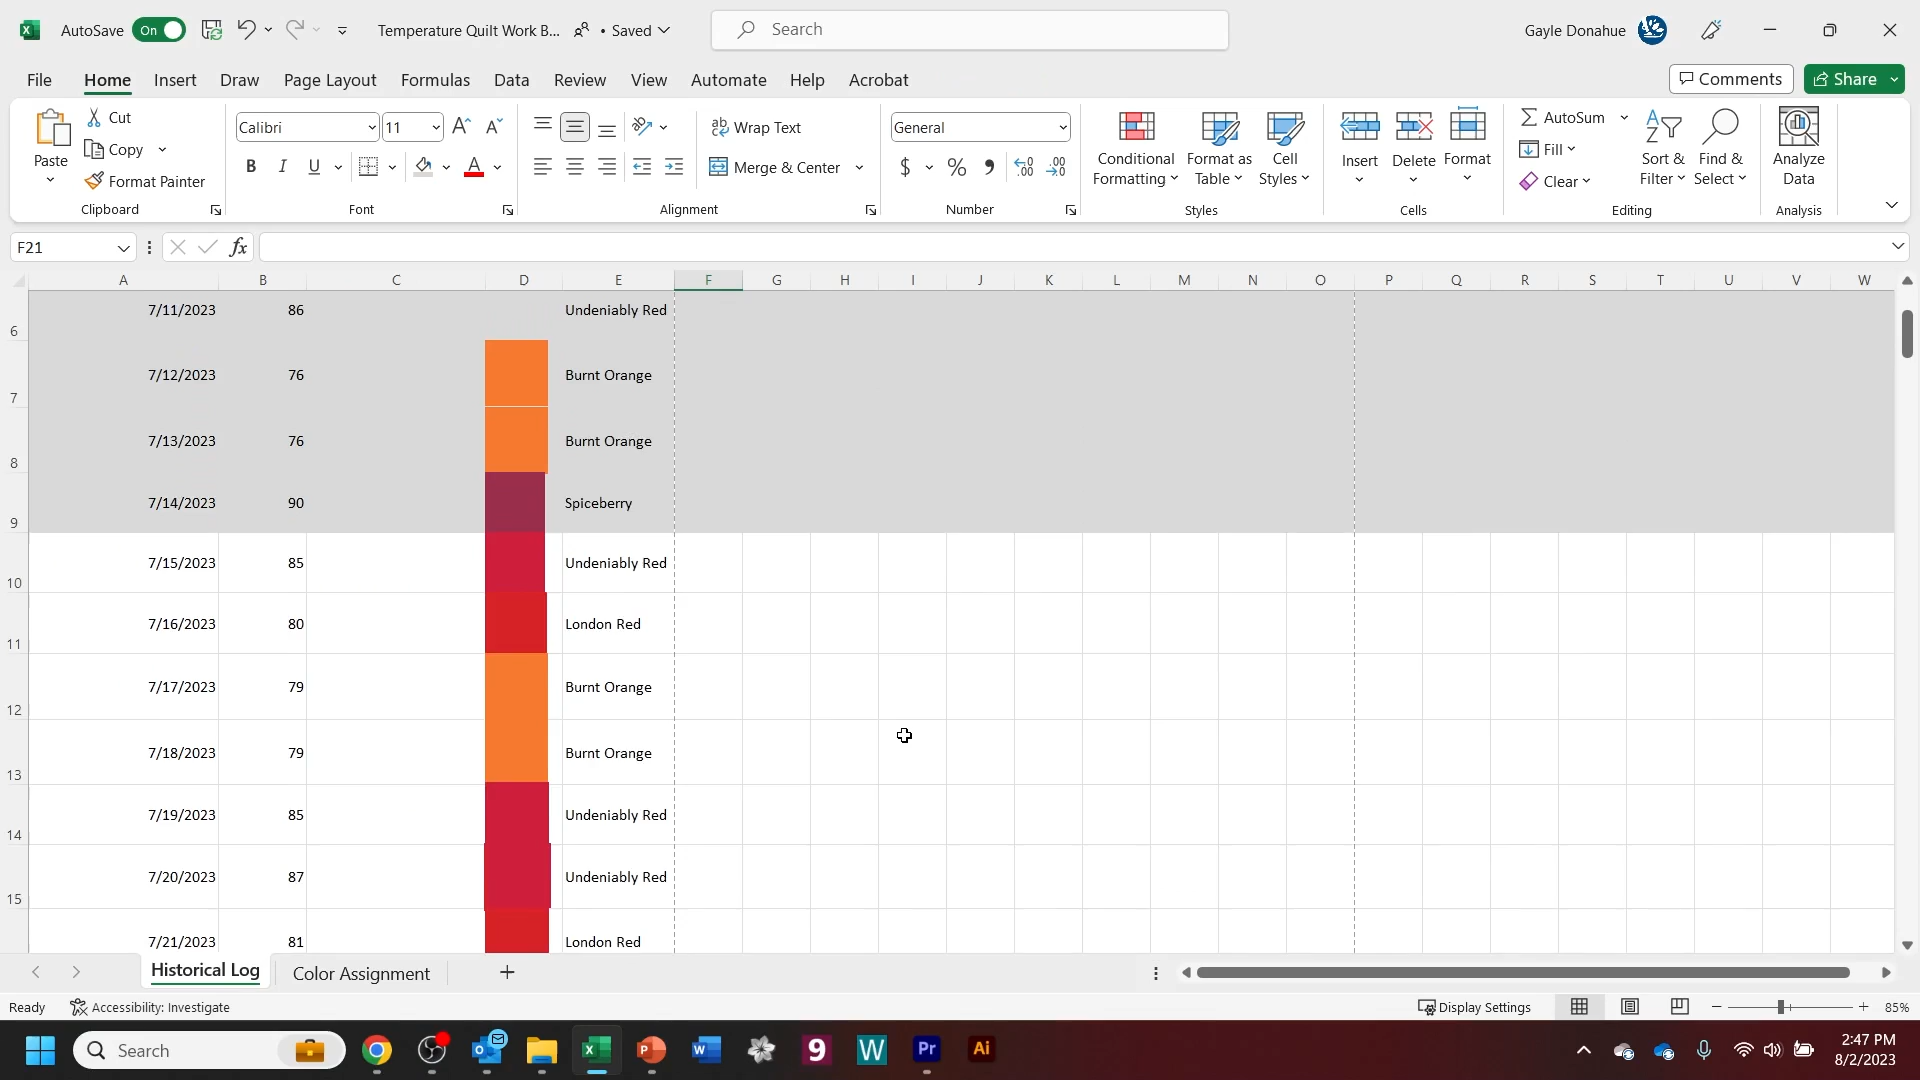 AutoSave On Temperature Quilt Work B... • Saved Search Gayle Donahue
File Home Insert Draw Page Layout Formulas Data Review View Automate Help Acrobat Comments Share
Paste Cut Copy Format Painter Clipboard
Calibri 11 B I U A Font
Wrap Text Merge & Center Alignment
General $ % Number
Conditional Formatting Format as Table Cell Styles Styles
Insert Delete Format Cells
AutoSum Fill Clear Sort & Filter Find & Select Editing
Analyze Data Analysis
F21 fx
A B C D E F G H I J K L M N O P Q R S T U V W
6 7/11/2023 86 Undeniably Red
7 7/12/2023 76 Burnt Orange
8 7/13/2023 76 Burnt Orange
9 7/14/2023 90 Spiceberry
10 7/15/2023 85 Undeniably Red
11 7/16/2023 80 London Red
12 7/17/2023 79 Burnt Orange
13 7/18/2023 79 Burnt Orange
14 7/19/2023 85 Undeniably Red
15 7/20/2023 87 Undeniably Red
7/21/2023 81 London Red
Historical Log Color Assignment +
Ready Accessibility: Investigate Display Settings 85%
Search 9 W Pr Ai 2:47 PM
8/2/2023